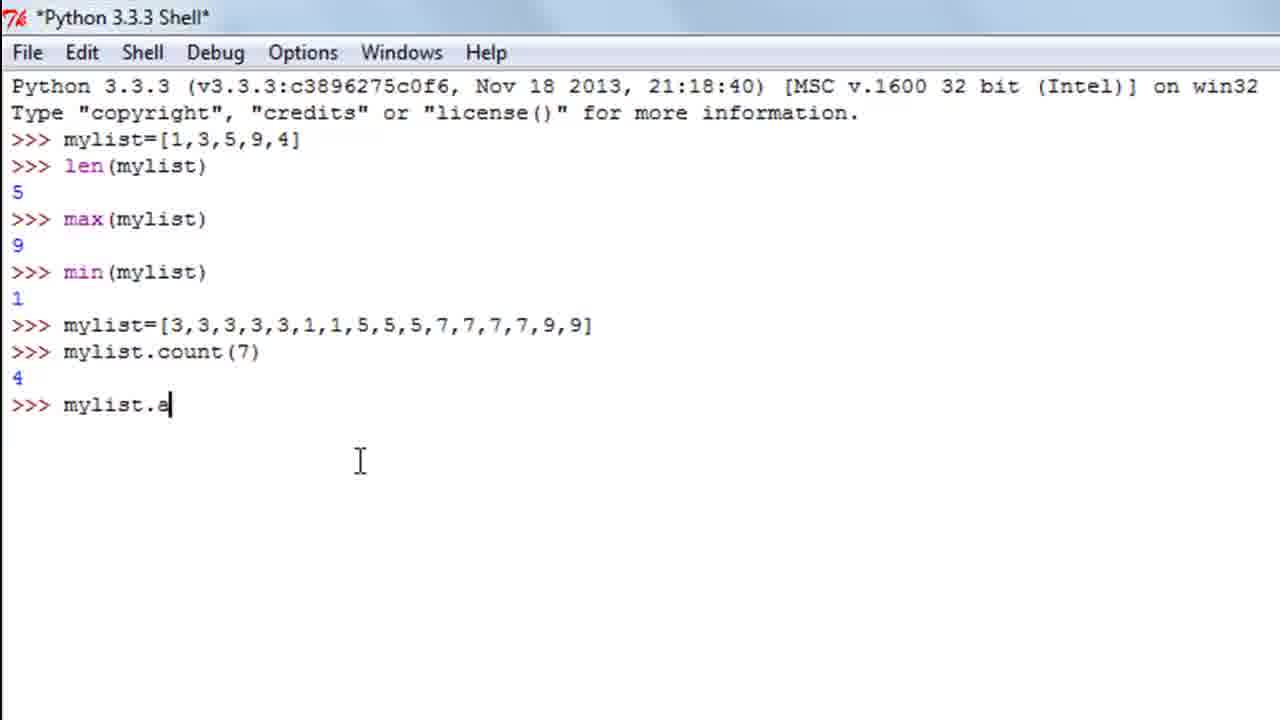 *Python 3.3.3 Shell*
File Edit Shell Debug Options Windows Help
Python 3.3.3 (v3.3.3:c3896275c0f6, Nov 18 2013, 21:18:40) [MSC v.1600 32 bit (Intel)] on win32
Type "copyright", "credits" or "license()" for more information.
>>> mylist=[1,3,5,9,4]
>>> len(mylist)
5
>>> max(mylist)
9
>>> min(mylist)
1
>>> mylist=[3,3,3,3,3,1,1,5,5,5,7,7,7,7,9,9]
>>> mylist.count(7)
4
>>> mylist.a